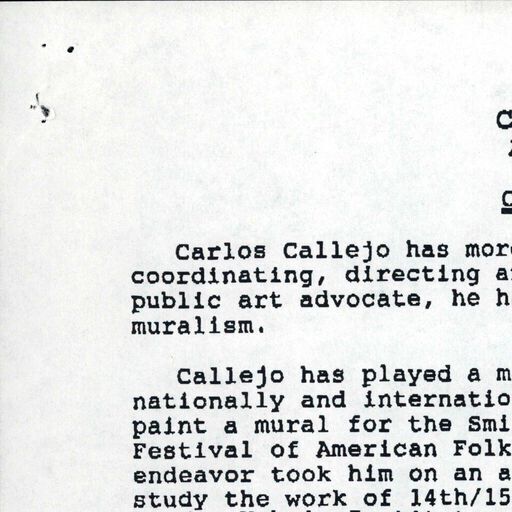 C
C
Carlos Callejo has mor
coordinating, directing a
public art advocate, he h
muralism.
Callejo has played a m
nationally and internatio
paint a mural for the Smi
Festival of American Folk
endeavor took him on an a
study the work of 14th/15